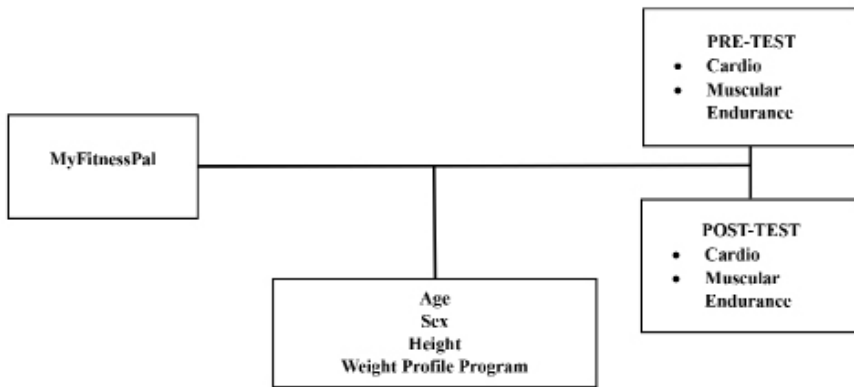 PRE-TEST
• Cardio
• Muscular
Endurance
MyFitnessPal
POST-TEST
• Cardio
• Muscular
Endurance
Age
Sex
Height
Weight Profile Program